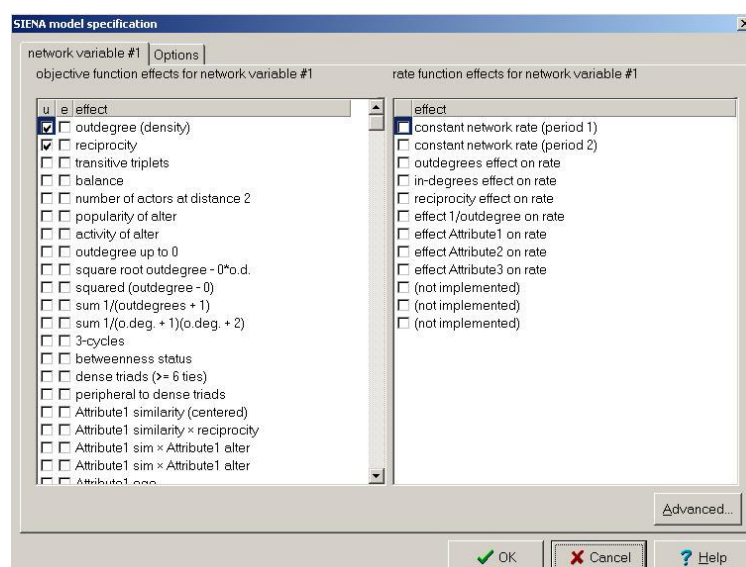 SIENA model specification
network variable #1
Options
objective function effects for network variable #1
u e effect
outdegree (density)
reciprocity
transitive triplets
balance
number of actors at distance 2
popularity of alter
activity of alter
outdegree up to 0
square root outdegree - 0*o.d.
squared (outdegree - 0)
sum 1/(outdegrees + 1)
sum 1/(o.deg. + 1)(o.deg. + 2)
3-cycles
betweenness status
dense triads (>= 6 ties)
peripheral to dense triads
Attribute1 similarity (centered)
Attribute1 similarity × reciprocity
Attribute1 sim × Attribute1 alter
Attribute1 sim × Attribute1 alter
Attribute1 ego
rate function effects for network variable #1
effect
constant network rate (period 1)
constant network rate (period 2)
outdegrees effect on rate
in-degrees effect on rate
reciprocity effect on rate
effect 1/outdegree on rate
effect Attribute1 on rate
effect Attribute2 on rate
effect Attribute3 on rate
(not implemented)
(not implemented)
(not implemented)
Advanced...
OK
Cancel
? Help